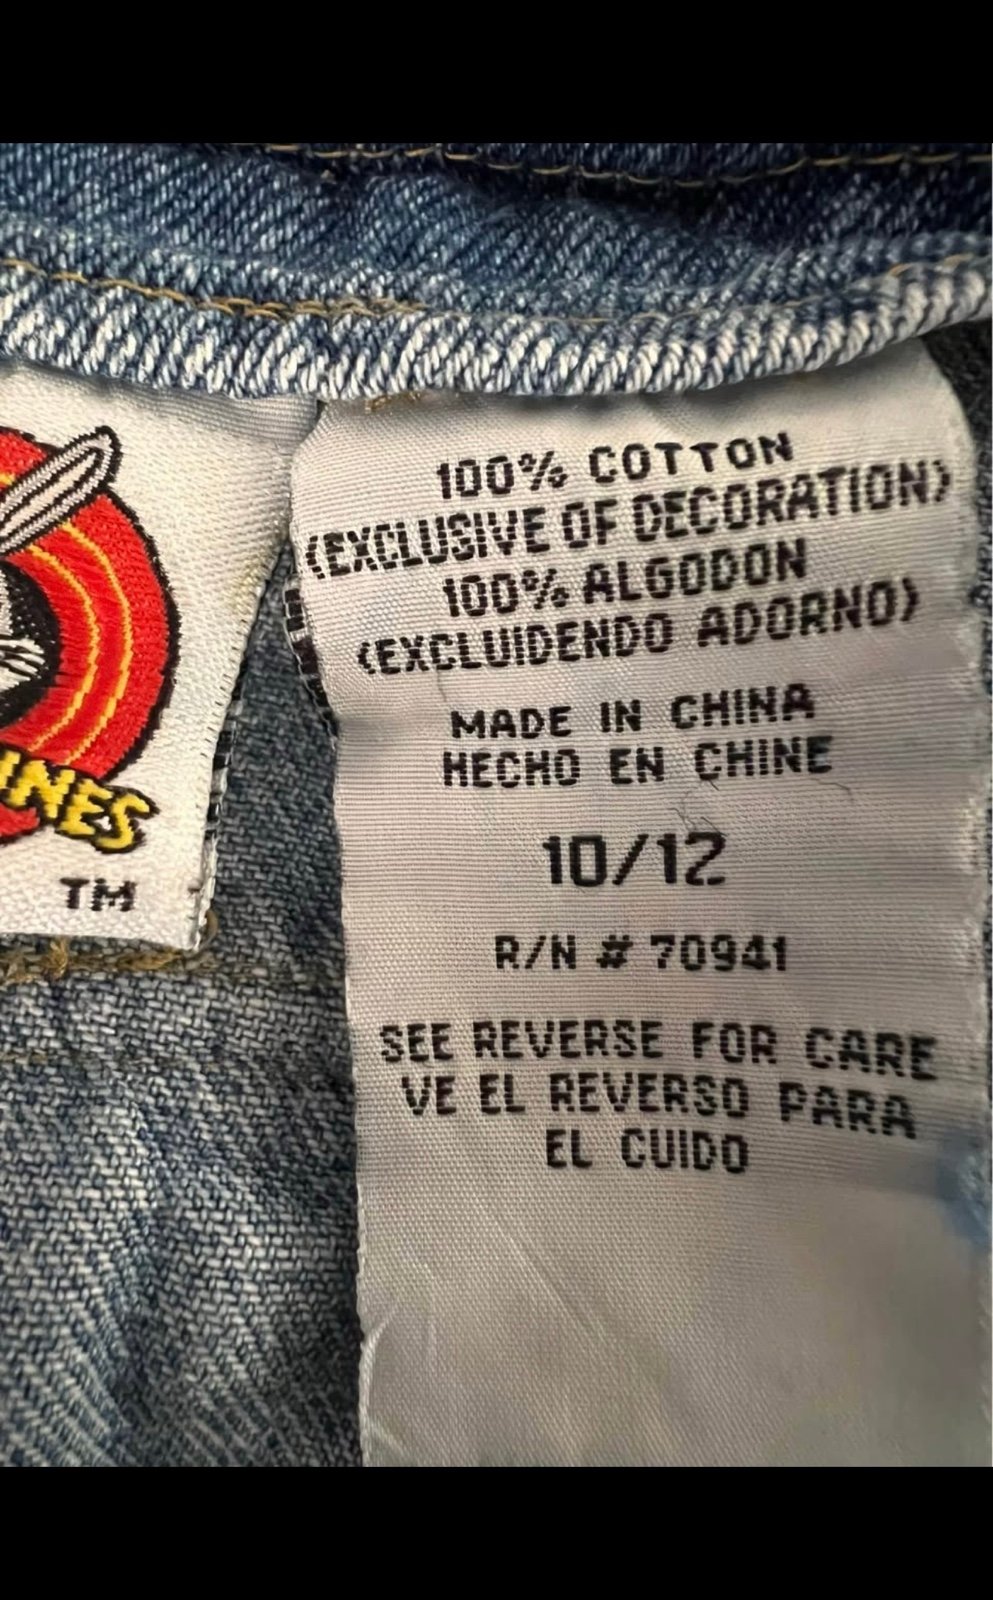 100% COTTON
(EXCLUSIVE OF DECORATION)
100% ALGODON
(EXCLUIDENDO ADORNO)
MADE IN CHINA
HECHO EN CHINE
10/12
R/N # 70941
SEE REVERSE FOR CARE
VE EL REVERSO PARA
EL CUIDO
INES
TM